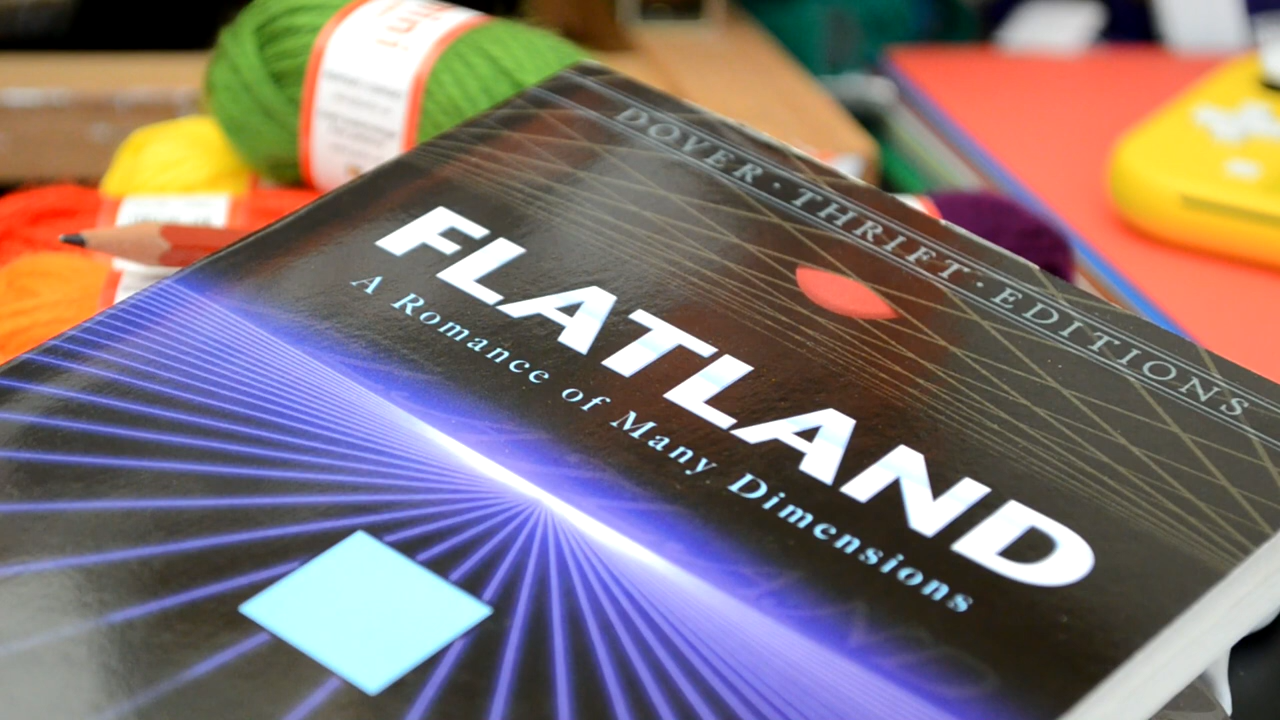 DOVER · THRIFT · EDITIONS
FLATLAND
A Romance of Many Dimensions